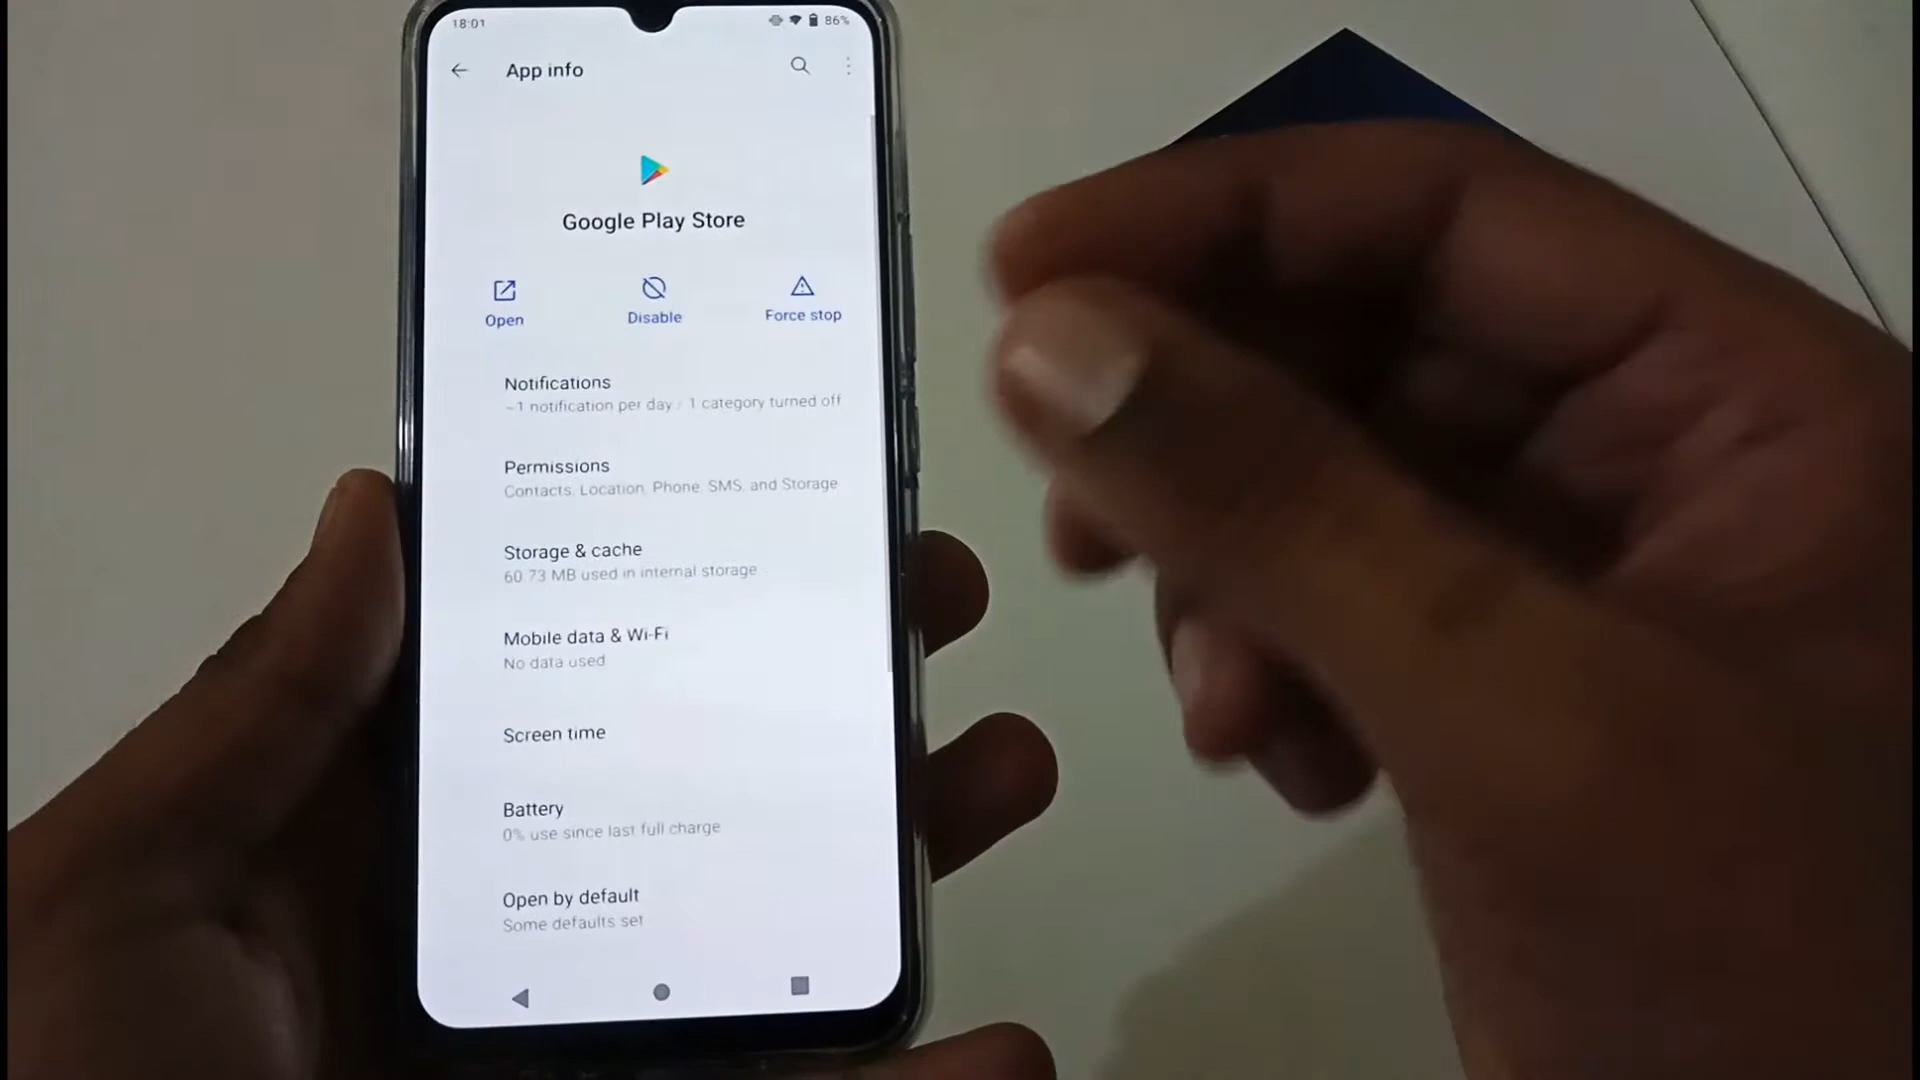 18:01
86%
App info
Google Play Store
Open
Disable
Force stop
Notifications
~1 notification per day / 1 category turned off
Permissions
Contacts, Location, Phone, SMS, and Storage
Storage & cache
60.73 MB used in internal storage
Mobile data & Wi-Fi
No data used
Screen time
Battery
0% use since last full charge
Open by default
Some defaults set